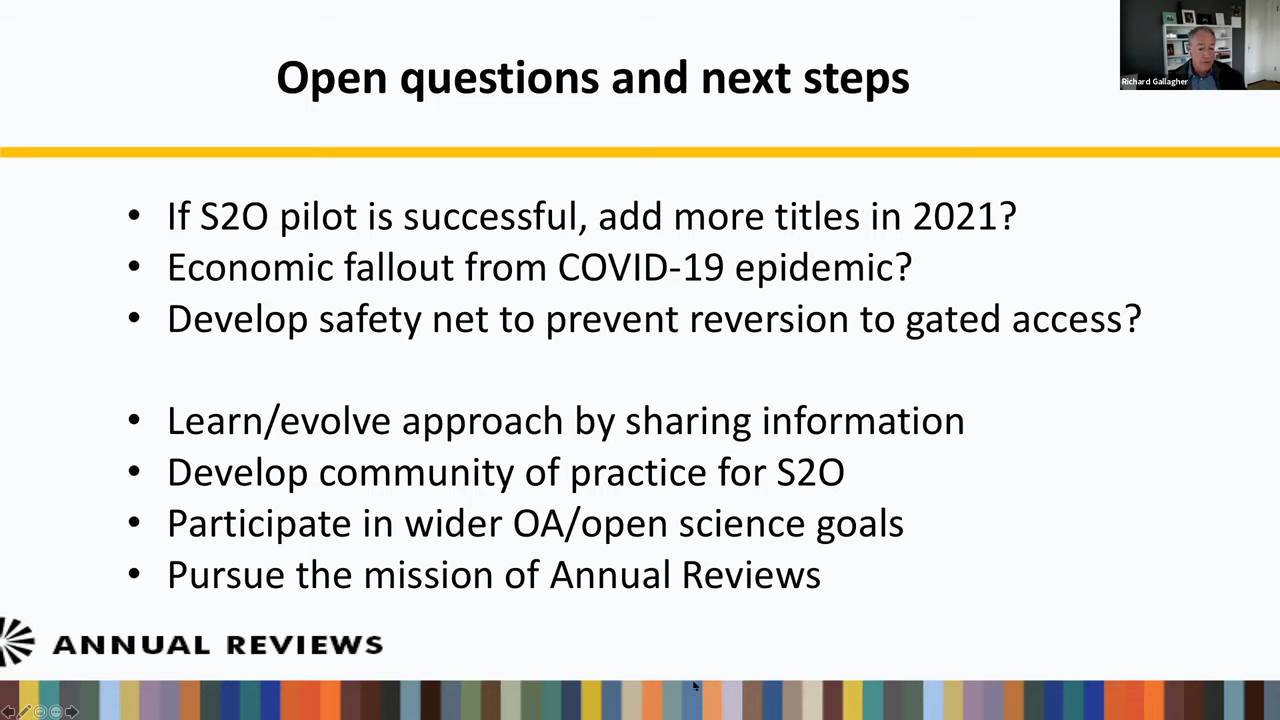 Open questions and next steps
Richard Gallagher
• If S2O pilot is successful, add more titles in 2021?
• Economic fallout from COVID-19 epidemic?
• Develop safety net to prevent reversion to gated access?
• Learn/evolve approach by sharing information
• Develop community of practice for S2O
• Participate in wider OA/open science goals
• Pursue the mission of Annual Reviews
ANNUAL REVIEWS